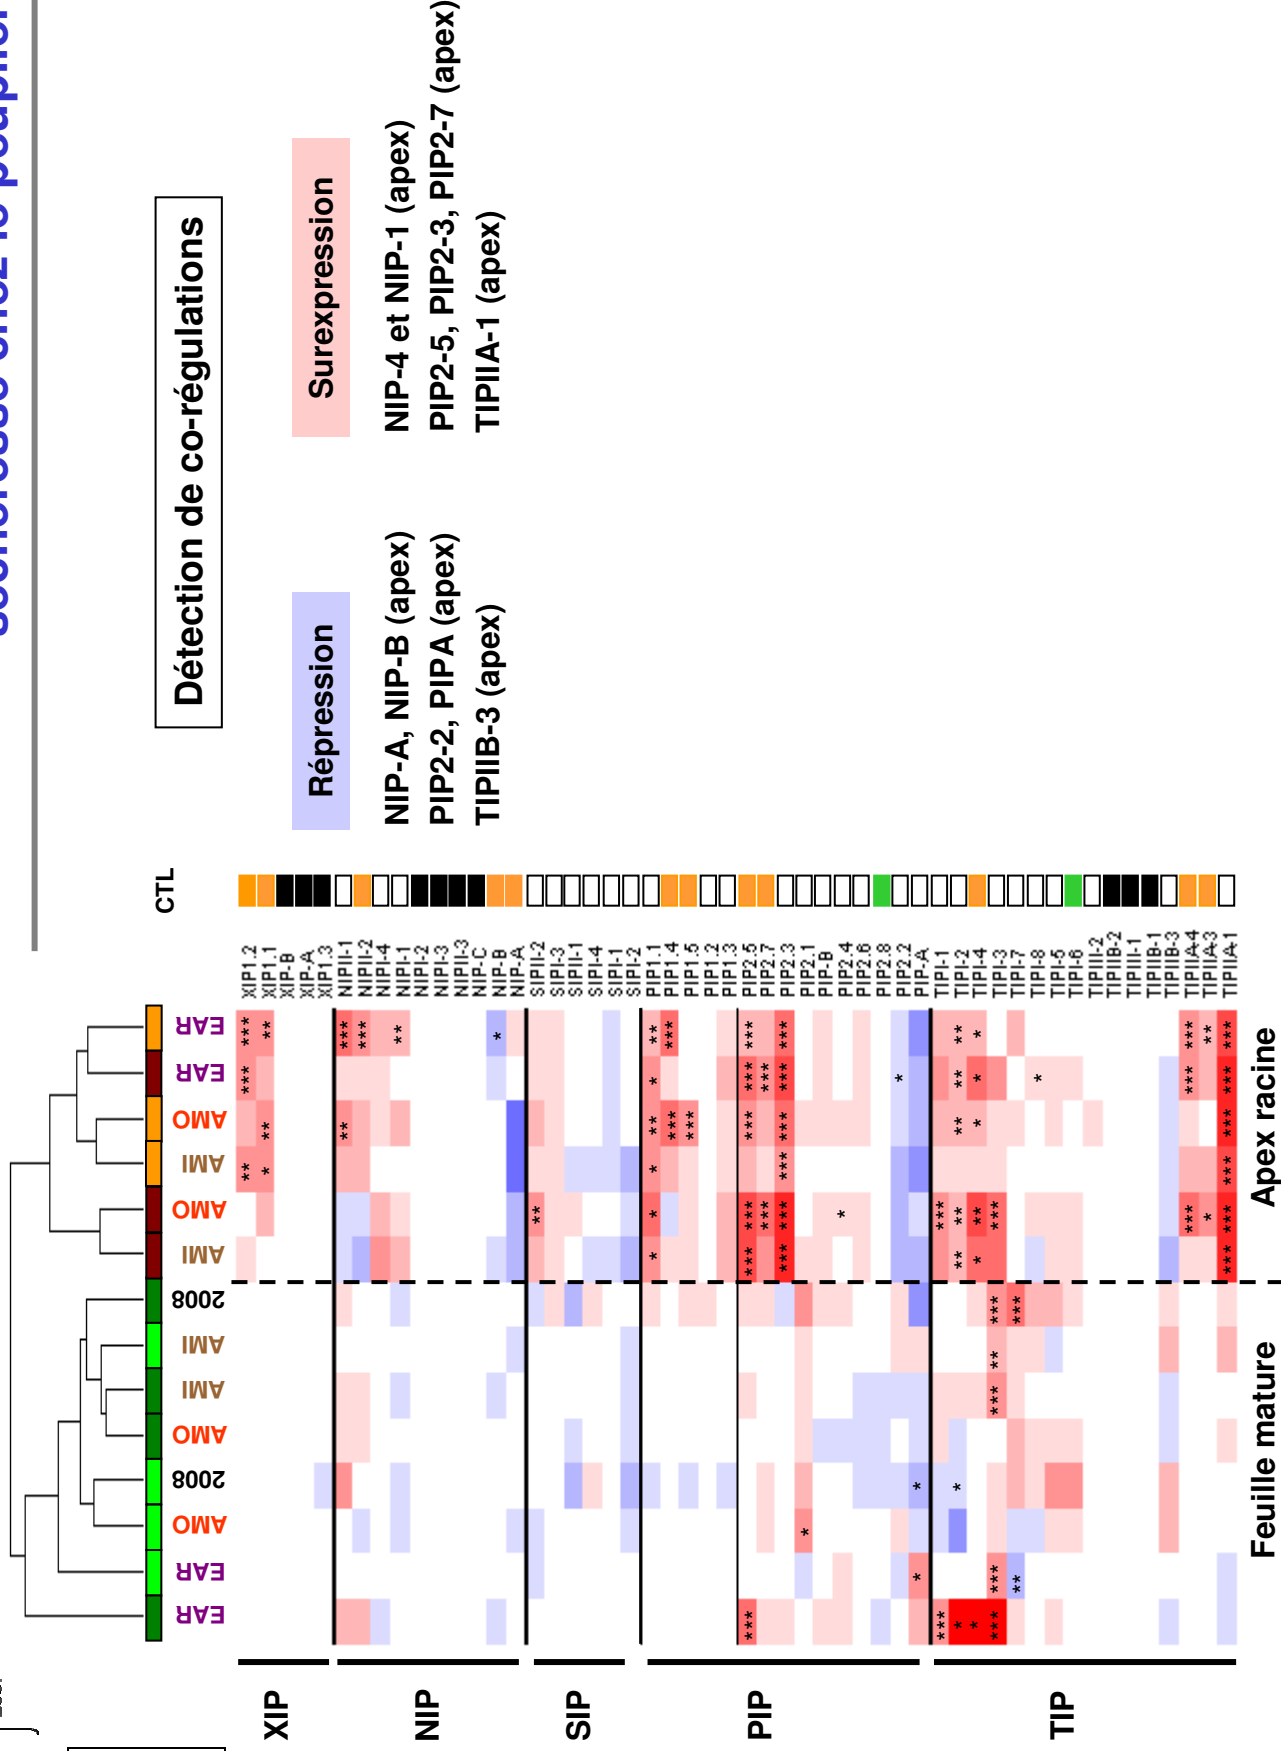 Détection de co-régulations
EAR EAR AMO 2008 AMO AMI AMI 2008 AMI AMO AMI AMO EAR EAR
CTL
Répression
Surexpression
NIP-A, NIP-B (apex)
PIP2-2, PIPA (apex)
TIPIIB-3 (apex)
NIP-4 et NIP-1 (apex)
PIP2-5, PIP2-3, PIP2-7 (apex)
TIPIIA-1 (apex)
XIP
XIP1.2
XIP1.1
XIP-B
XIP-A
XIP1.3
NIP
NIPII-1
NIPII-2
NIPI-4
NIPI-1
NIPI-2
NIPI-3
NIPII-3
NIP-C
NIP-B
NIP-A
SIP
SIPII-2
SIPI-3
SIPII-1
SIPI-4
SIPI-1
SIPI-2
PIP
PIP1.1
PIP1.4
PIP1.5
PIP1.2
PIP1.3
PIP2.5
PIP2.7
PIP2.3
PIP2.1
PIP-B
PIP2.4
PIP2.6
PIP2.8
PIP2.2
PIP-A
TIP
TIPI-1
TIPI-2
TIPI-4
TIPI-3
TIPI-7
TIPI-8
TIPI-5
TIPI-6
TIPIII-2
TIPIIB-2
TIPIII-1
TIPIIB-1
TIPIIB-3
TIPIIA-4
TIPIIA-3
TIPIIA-1
Feuille mature
Apex racine